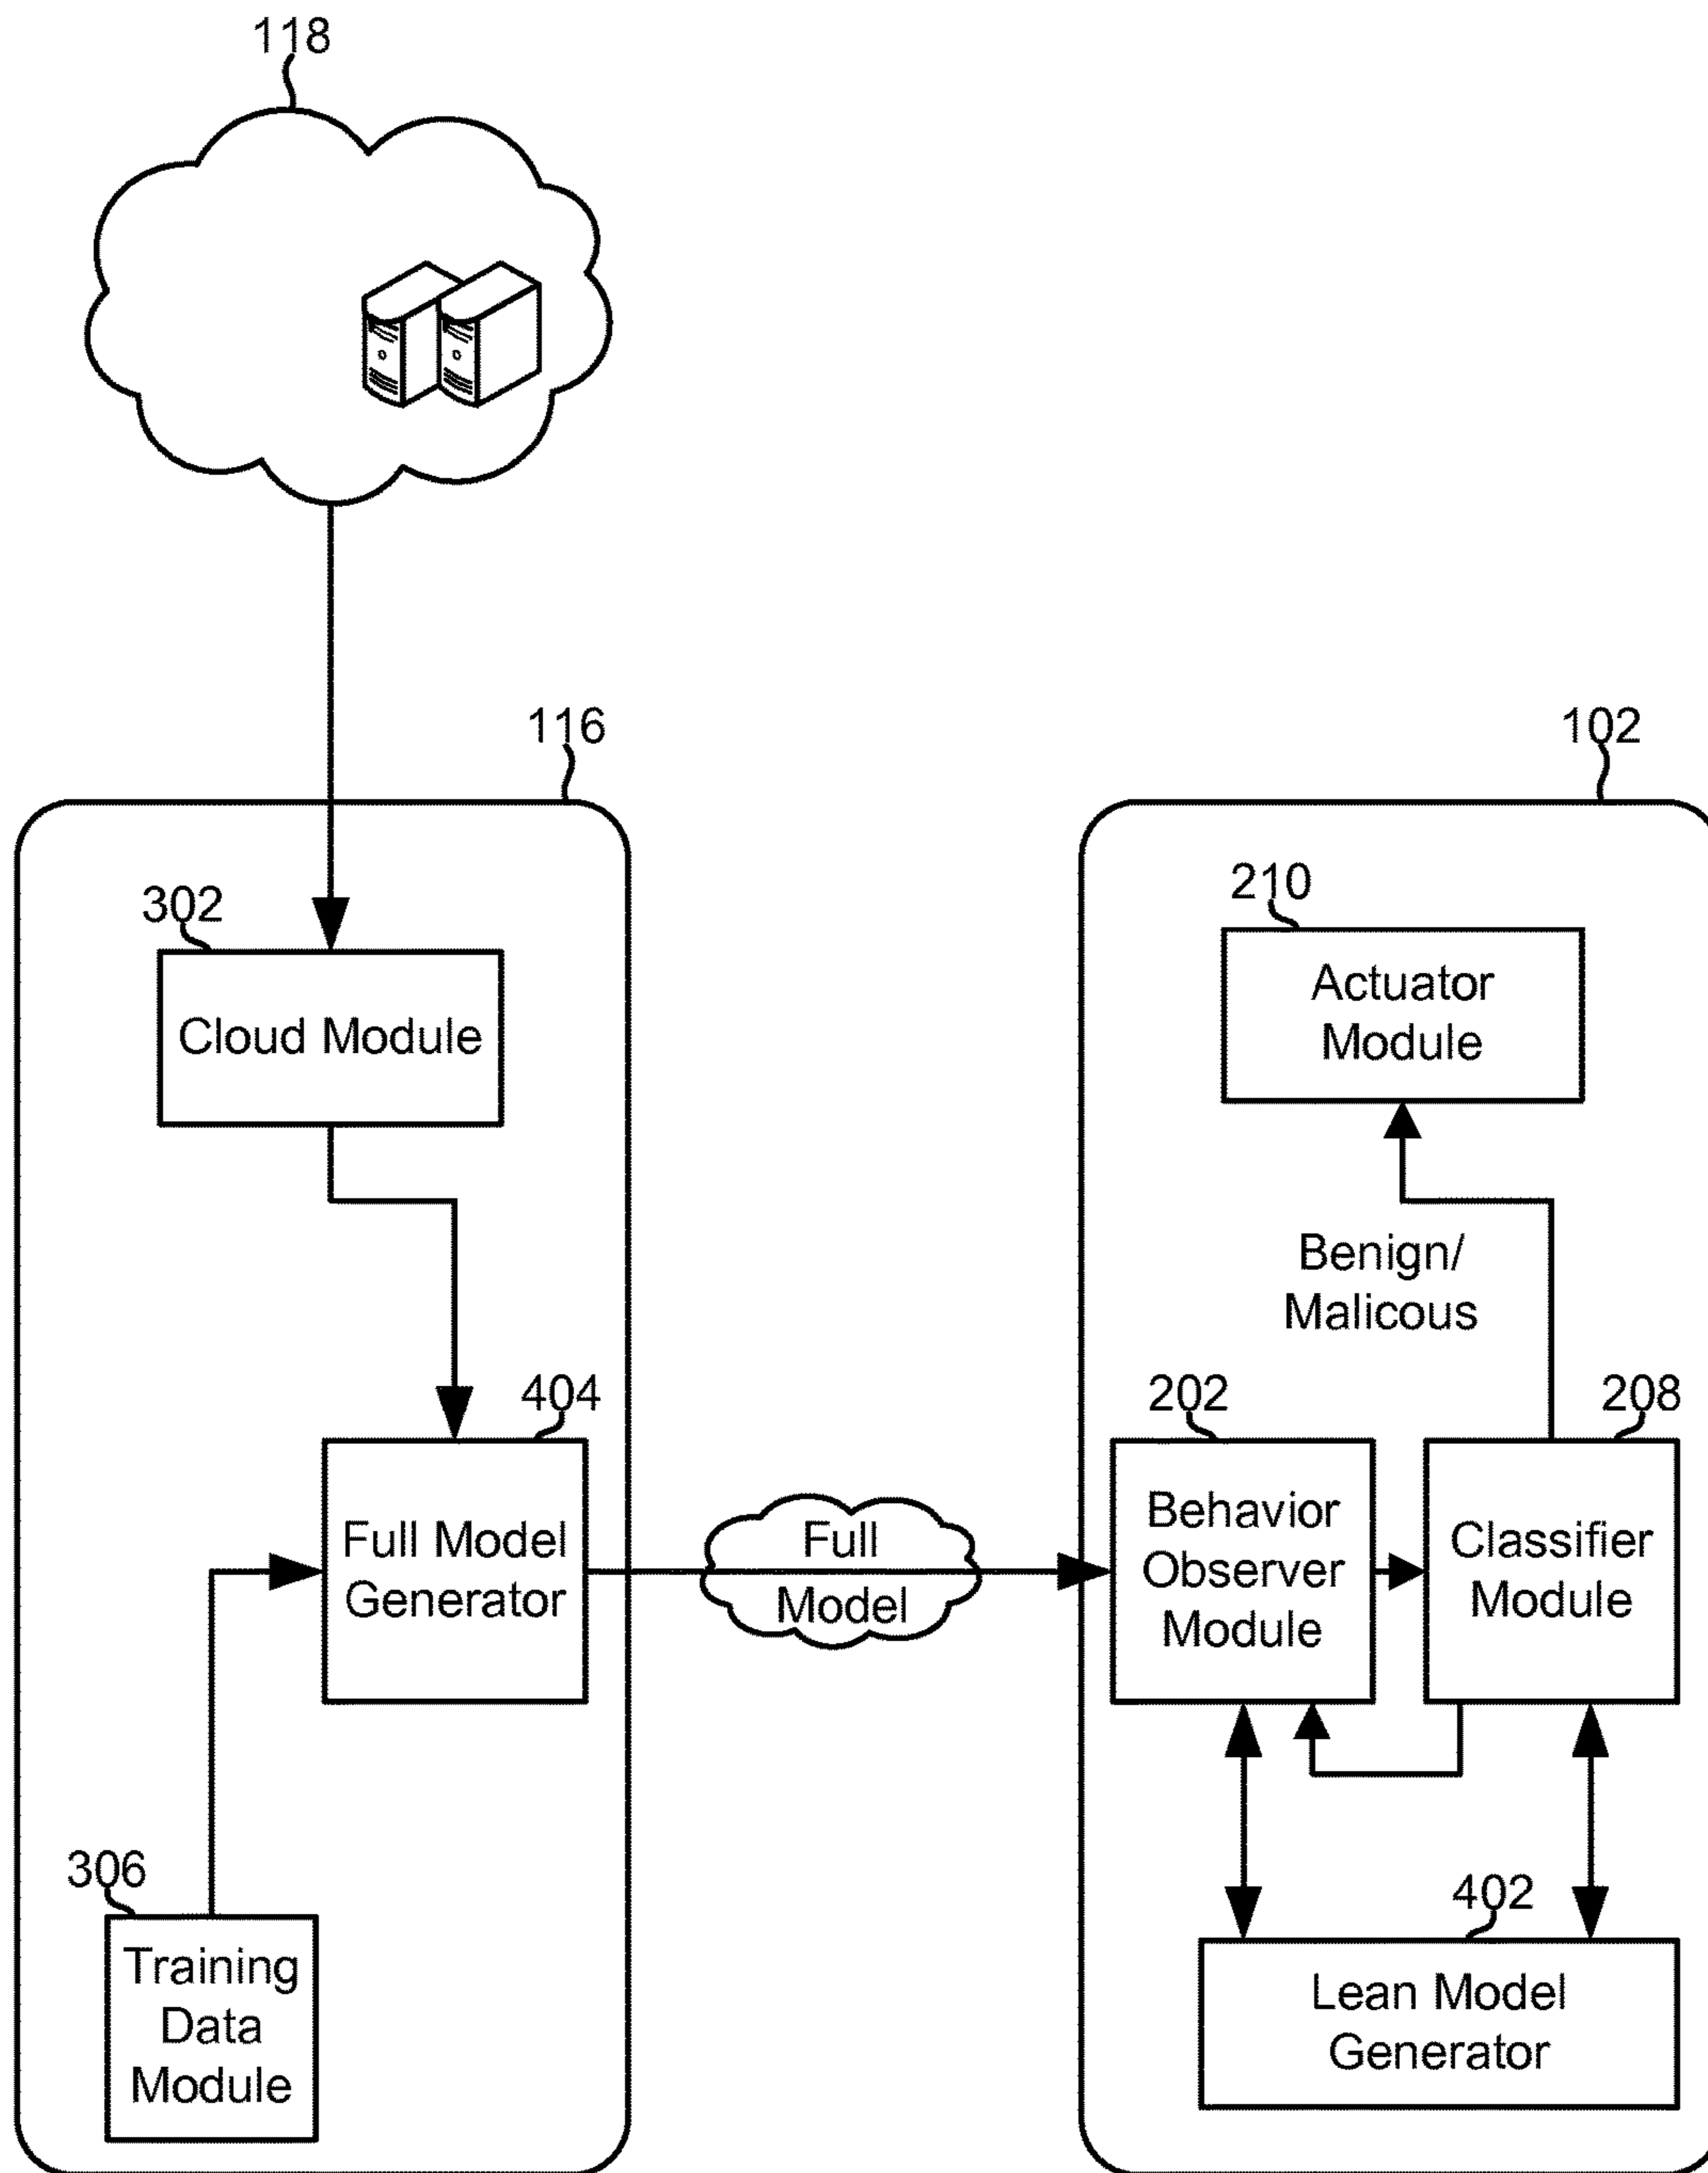 118
116
102
302
Cloud Module
210
Actuator
Module
Benign/
Malicous
404
Full Model
Generator
Full
Model
202
Behavior
Observer
Module
208
Classifier
Module
306
Training
Data
Module
402
Lean Model
Generator